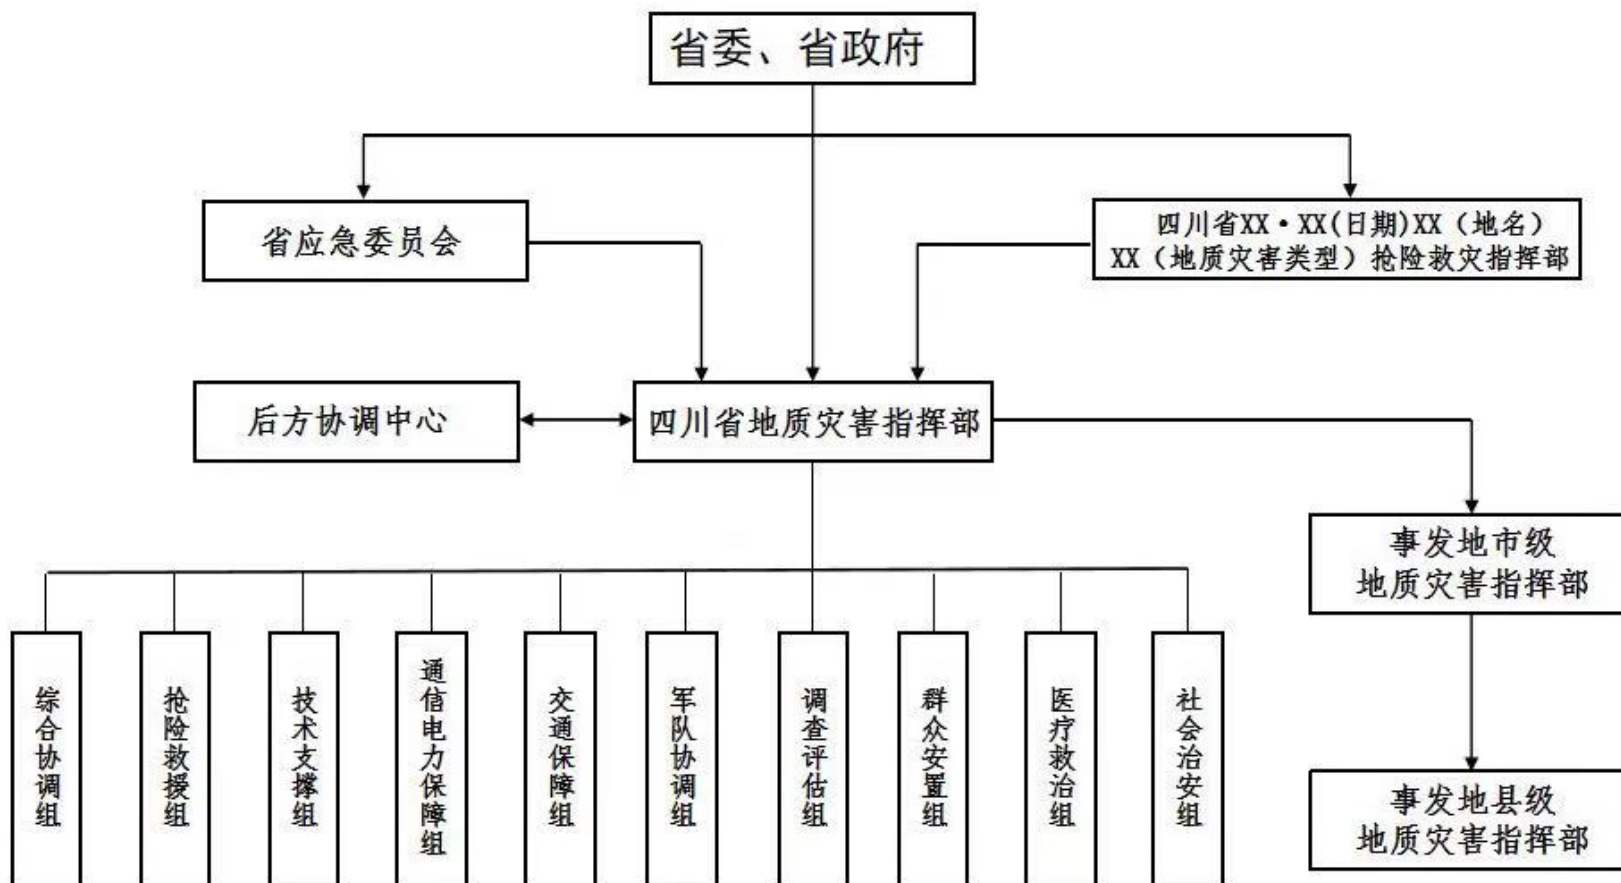 省委、省政府
省应急委员会
四川省XX·XX(日期)XX（地名）
XX（地质灾害类型）抢险救灾指挥部
后方协调中心
四川省地质灾害指挥部
事发地市级
地质灾害指挥部
综合协调组
抢险救援组
技术支撑组
通信电力保障组
交通保障组
军队协调组
调查评估组
群众安置组
医疗救治组
社会治安组
事发地县级
地质灾害指挥部